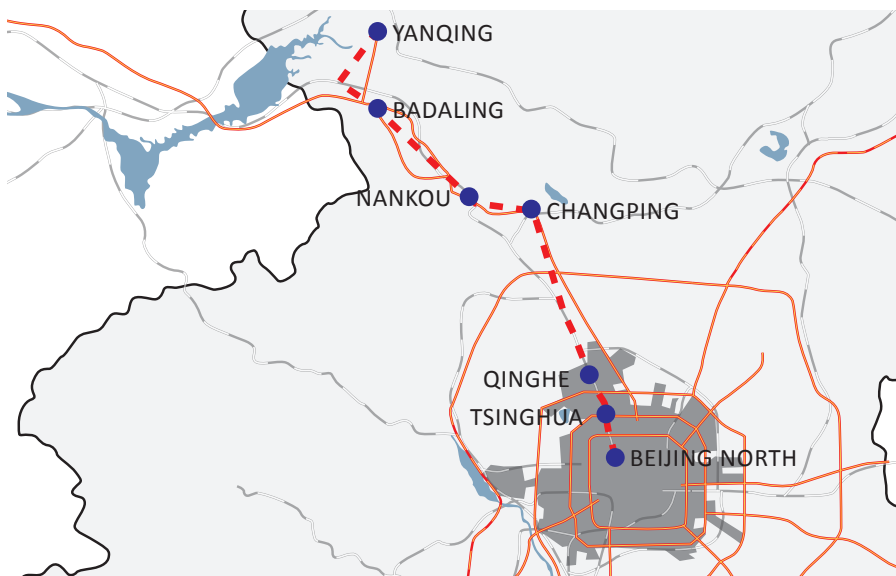 YANQING
BADALING
NANKOU
CHANGPING
QINGHE
TSINGHUA
BEIJING NORTH